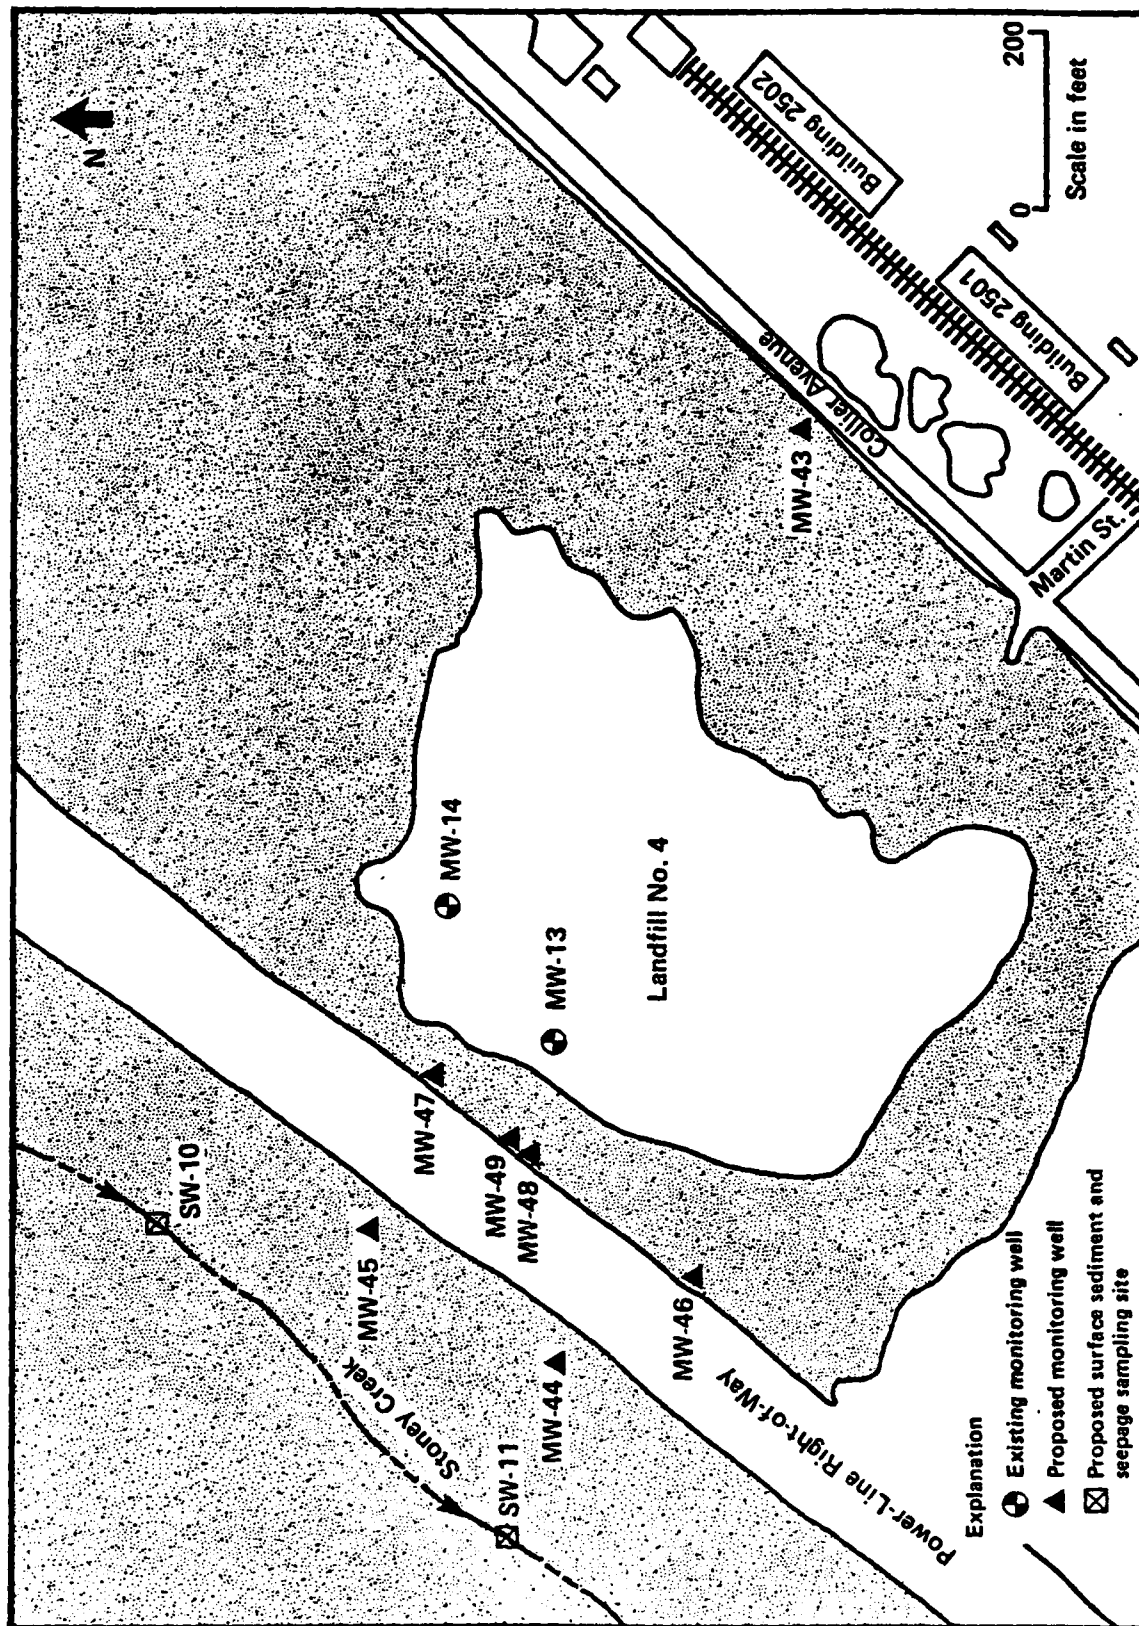 N
SW-10
MW-45
Stoney Creek
SW-11
MW-44
MW-47
MW-49
MW-48
MW-46
Power-Line Right-of-Way
MW-14
MW-13
Landfill No. 4
MW-43
Collier Avenue
Martin St.
Building 2502
Building 2501
0 200
Scale in feet
Explanation
Existing monitoring well
Proposed monitoring well
Proposed surface sediment and
seepage sampling site